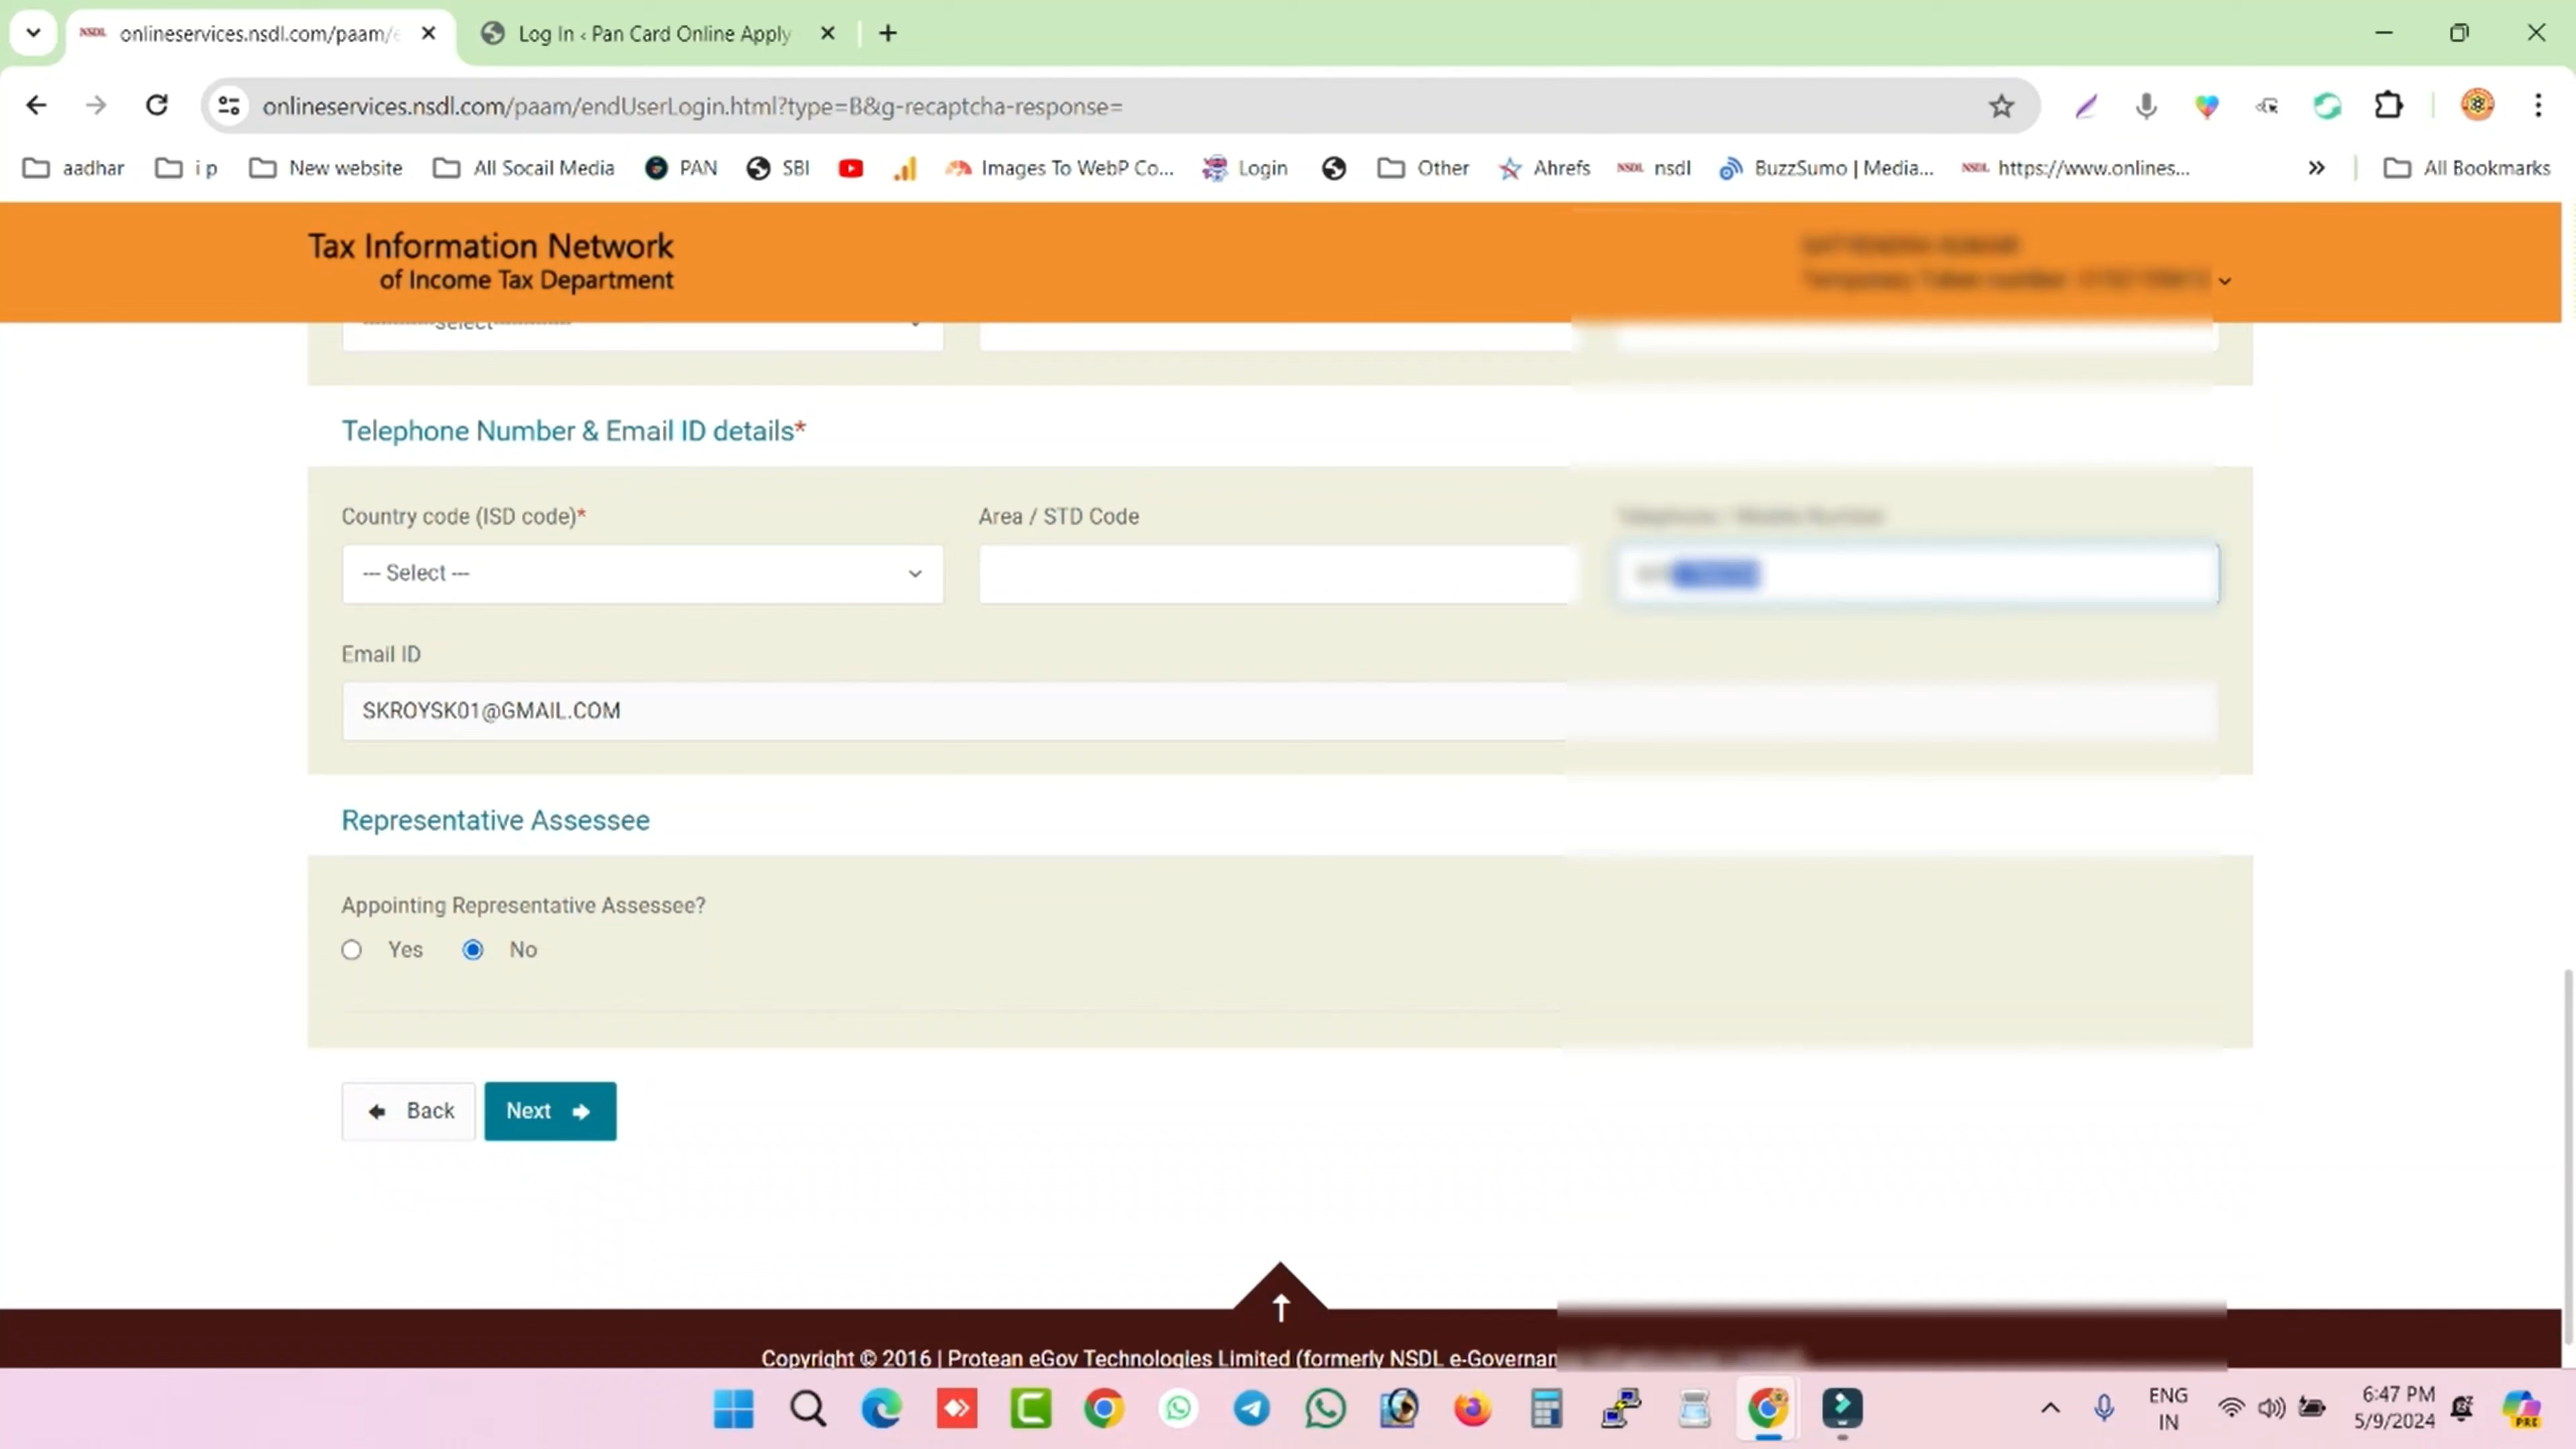 NSDL onlineservices.nsdl.com/paam/e
Log In ‹ Pan Card Online Apply
onlineservices.nsdl.com/paam/endUserLogin.html?type=B&g-recaptcha-response=
aadhar i p New website All Socail Media PAN SBI Images To WebP Co... Login Other Ahrefs NSDL nsdl BuzzSumo | Media... NSDL https://www.onlines... » All Bookmarks
Tax Information Network
of Income Tax Department
Telephone Number & Email ID details*
Country code (ISD code)* Area / STD Code
--- Select ---
Email ID
SKROYSK01@GMAIL.COM
Representative Assessee
Appointing Representative Assessee?
Yes No
Back Next
Copyright © 2016 | Protean eGov Technologies Limited (formerly NSDL e-Governan
ENG 6:47 PM
IN 5/9/2024
PRE